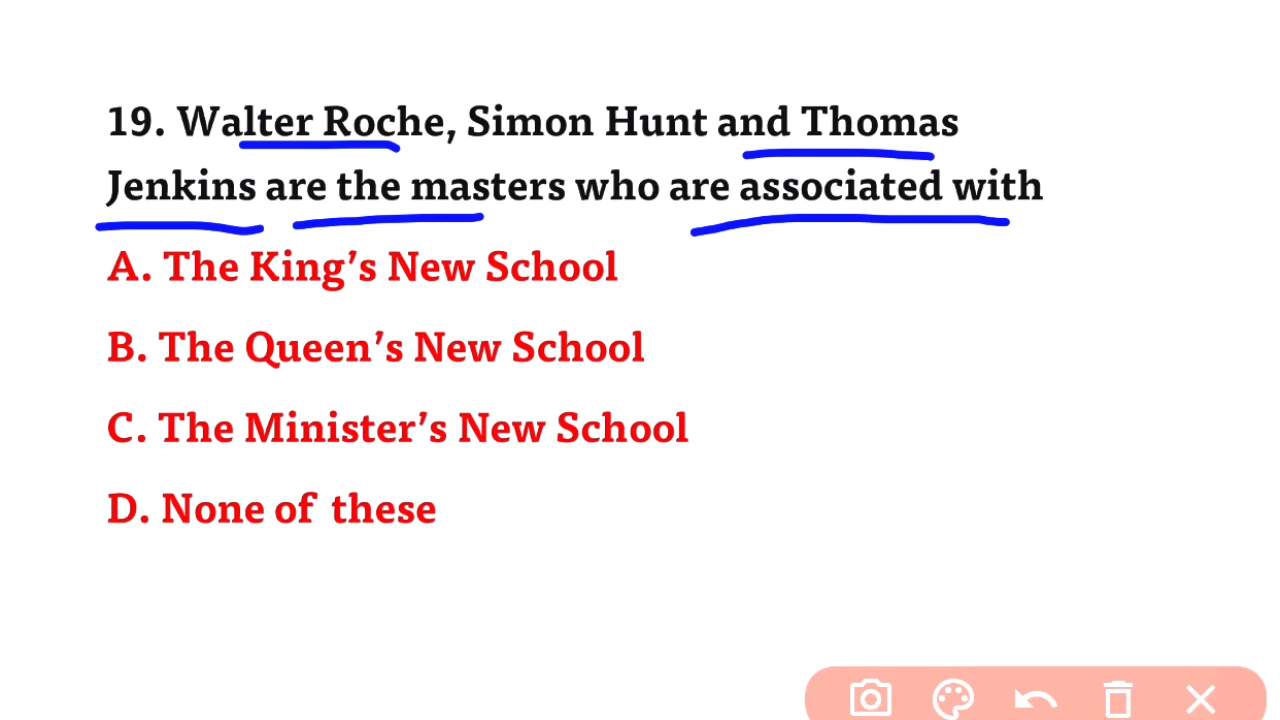 19. Walter Roche, Simon Hunt and Thomas
Jenkins are the masters who are associated with
A. The King’s New School
B. The Queen’s New School
C. The Minister’s New School
D. None of these